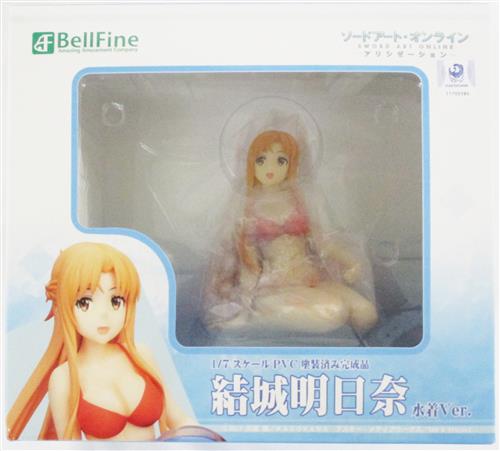 BellFine
Amazing Amusement Company
ソードアート・オンライン
SWORD ART ONLINE
アリシゼーション
1/7 スケール PVC 塗装済み完成品
結城明日奈 水着Ver.